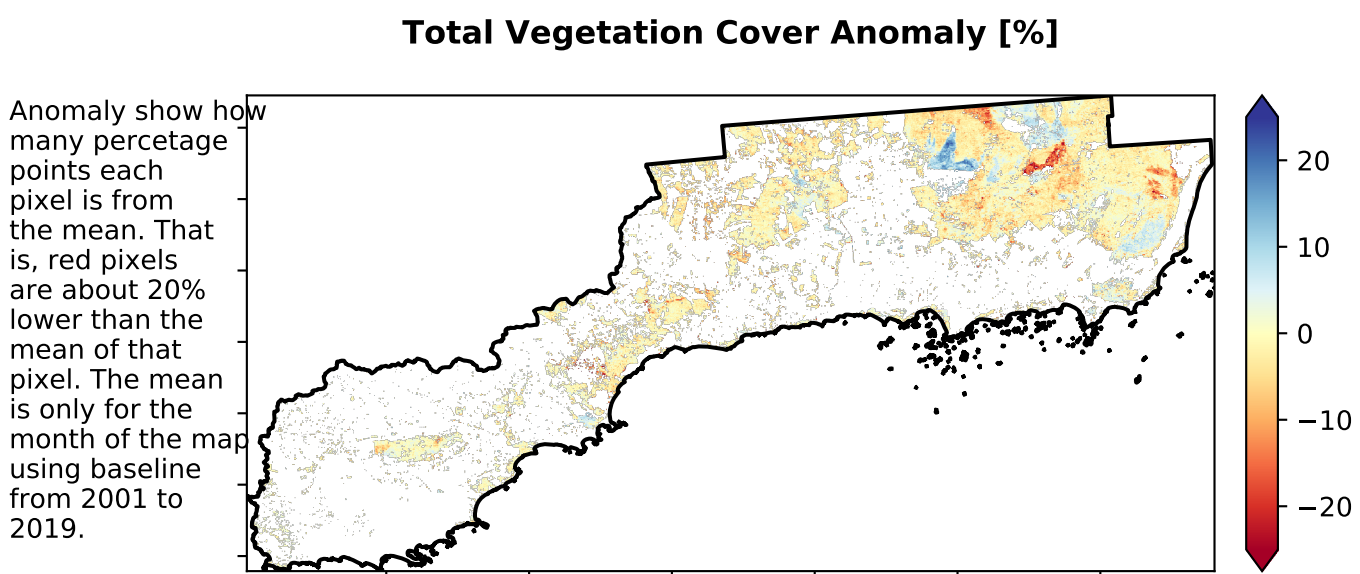 Total Vegetation Cover Anomaly [%]
Anomaly show how
many percetage
points each
pixel is from
the mean. That
is, red pixels
are about 20%
lower than the
mean of that
pixel. The mean
is only for the
month of the map
using baseline
from 2001 to
2019.
20
10
0
−10
−20